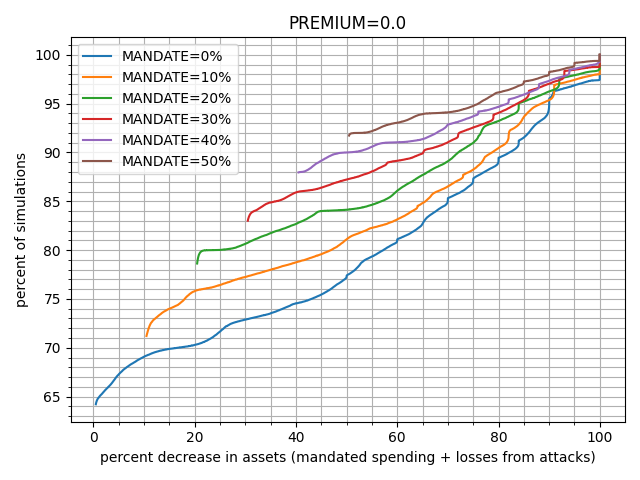 PREMIUM=0.0
MANDATE=0%
MANDATE=10%
MANDATE=20%
MANDATE=30%
MANDATE=40%
MANDATE=50%
percent of simulations
100
95
90
85
80
75
70
65
0 20 40 60 80 100
percent decrease in assets (mandated spending + losses from attacks)